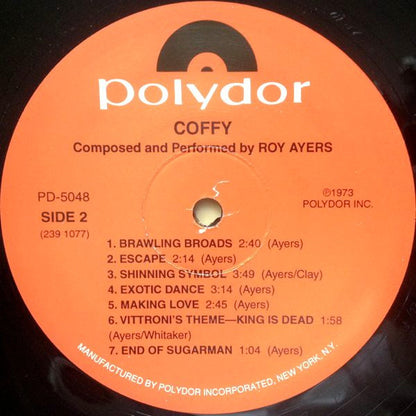 polydor
COFFY
Composed and Performed by ROY AYERS
PD-5048
SIDE 2
(239 1077)
℗1973
POLYDOR INC.
1. BRAWLING BROADS 2:40 (Ayers)
2. ESCAPE 2:14 (Ayers)
3. SHINNING SYMBOL 3:49 (Ayers/Clay)
4. EXOTIC DANCE 3:14 (Ayers)
5. MAKING LOVE 2:45 (Ayers)
6. VITTRONI'S THEME—KING IS DEAD 1:58
(Ayers/Whitaker)
7. END OF SUGARMAN 1:04 (Ayers)
MANUFACTURED BY POLYDOR INCORPORATED, NEW YORK, N.Y.